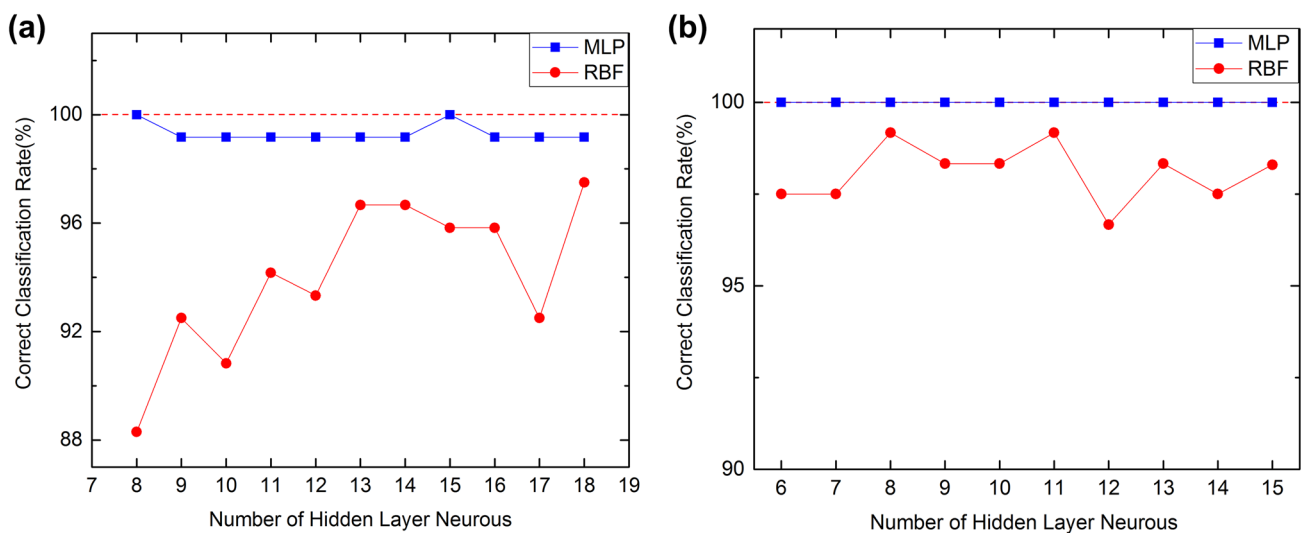 (a)
MLP
RBF
100
96
92
88
Correct Classification Rate(%)
7 8 9 10 11 12 13 14 15 16 17 18 19
Number of Hidden Layer Neurous
(b)
MLP
RBF
100
95
90
Correct Classification Rate(%)
6 7 8 9 10 11 12 13 14 15
Number of Hidden Layer Neurous